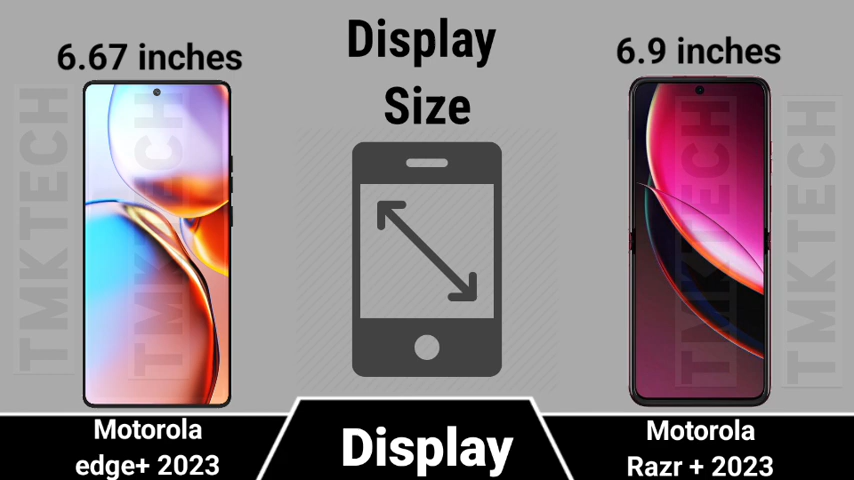 Display
Size
6.67 inches
6.9 inches
TMKTECH
TMKTECH
TMKTECH
TMKTECH
Motorola
edge+ 2023
Display
Motorola
Razr + 2023